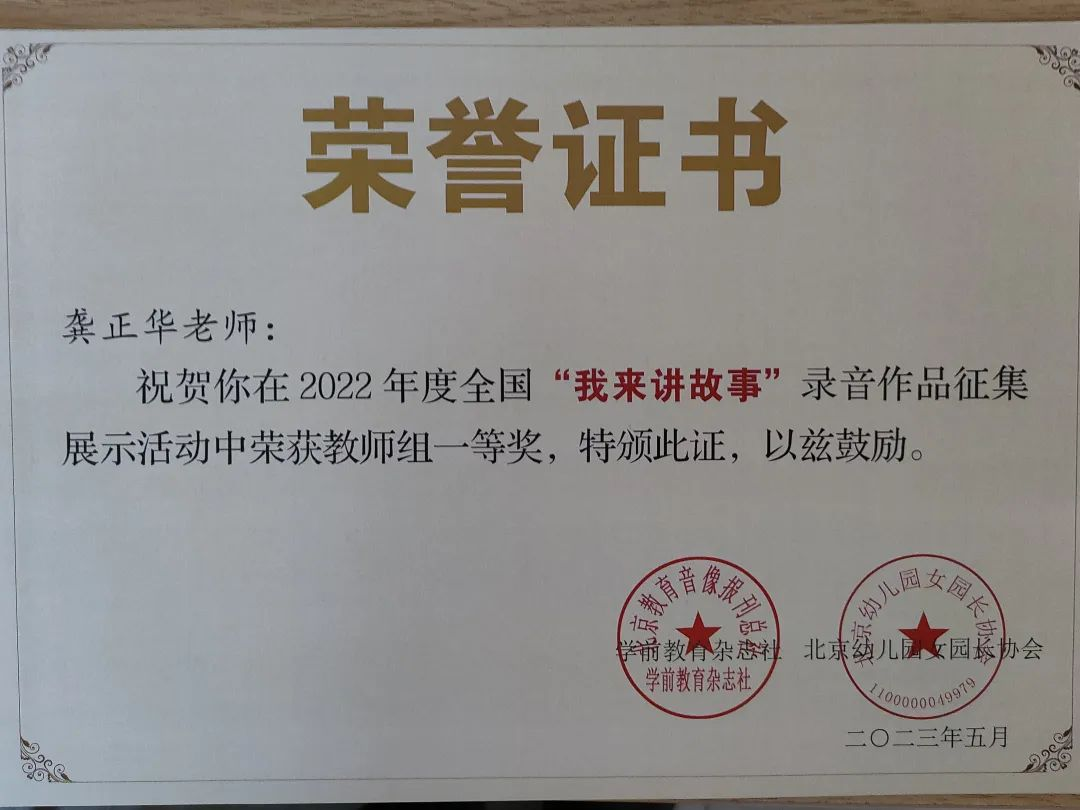 荣誉证书
龚正华老师：
祝贺你在 2022 年度全国“我来讲故事”录音作品征集
展示活动中荣获教师组一等奖，特颁此证，以兹鼓励。
北京教育音像报刊总社
学前教育杂志社
学前教育杂志社
北京幼儿园女园长协会
北京幼儿园女园长协会
1100000049979
二〇二三年五月